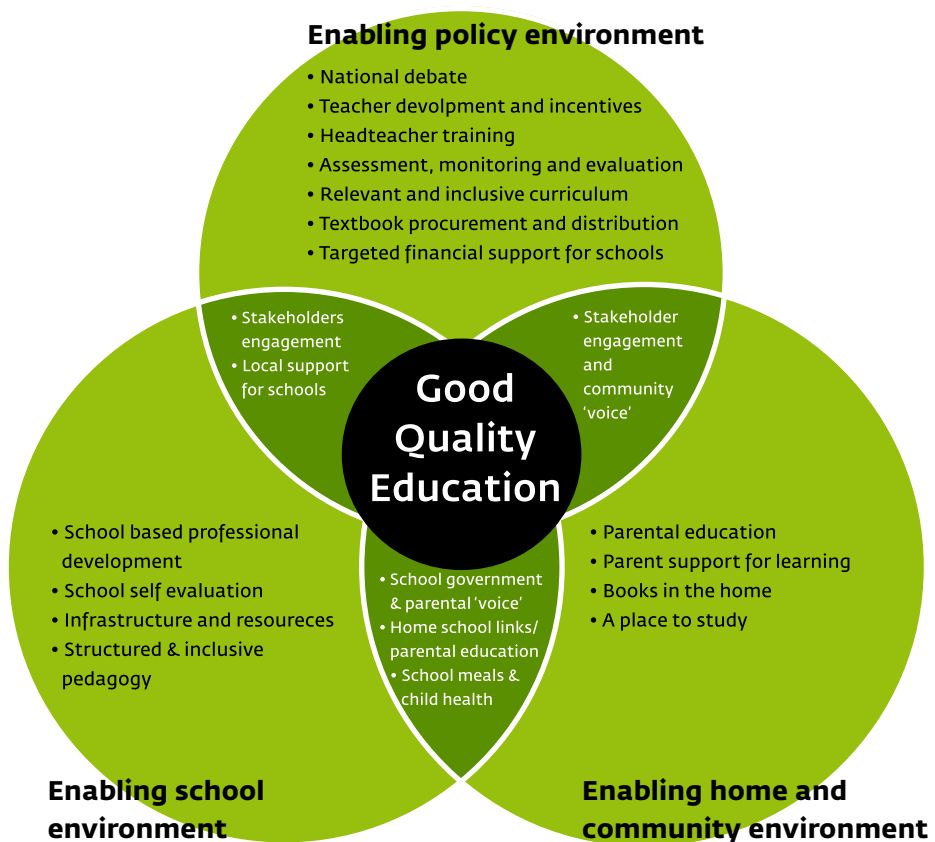 Enabling policy environment
• National debate
• Teacher devolpment and incentives
• Headteacher training
• Assessment, monitoring and evaluation
• Relevant and inclusive curriculum
• Textbook procurement and distribution
• Targeted financial support for schools
• Stakeholders
engagement
• Local support
for schools
• Stakeholder
engagement
and
community
‘voice’
Good
Quality
Education
• School based professional
development
• School self evaluation
• Infrastructure and resoureces
• Structured & inclusive
pedagogy
• School government
& parental ‘voice’
• Home school links/
parental education
• School meals &
child health
• Parental education
• Parent support for learning
• Books in the home
• A place to study
Enabling school
environment
Enabling home and
community environment